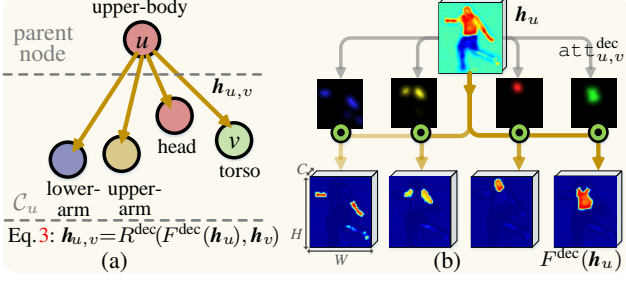 upper-body
parent
node
u
h_u
att^dec_{u,v}
h_{u,v}
head
v
torso
lower-
arm
upper-
arm
C_u
C
H
W
Eq.3: h_{u,v}=R^dec(F^dec(h_u), h_v)
F^dec(h_u)
(a)
(b)